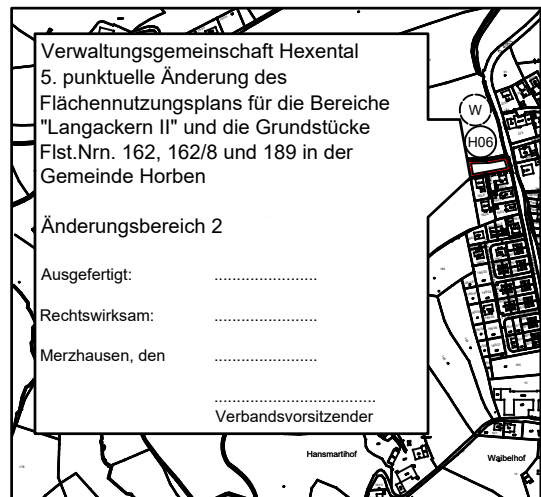 Verwaltungsgemeinschaft Hexental
5. punktuelle Änderung des
Flächennutzungsplans für die Bereiche
"Langackern II" und die Grundstücke
Flst.Nrn. 162, 162/8 und 189 in der
Gemeinde Horben
Änderungsbereich 2
Ausgefertigt: .......................
Rechtswirksam: .......................
Merzhausen, den .......................
....................................
Verbandsvorsitzender
W
H06
Hansmartihof
Waibelhof